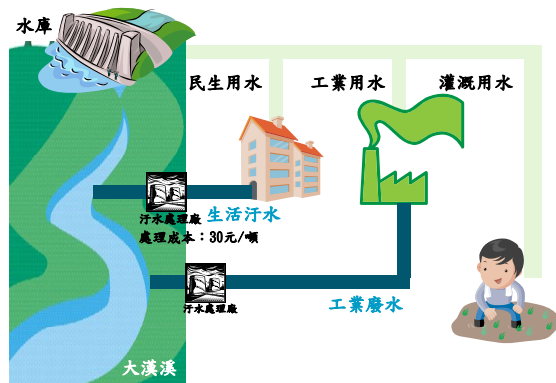 水庫
民生用水
工業用水
灌溉用水
汙水處理廠
生活汙水
處理成本：30元/噸
工業廢水
汙水處理廠
大漢溪